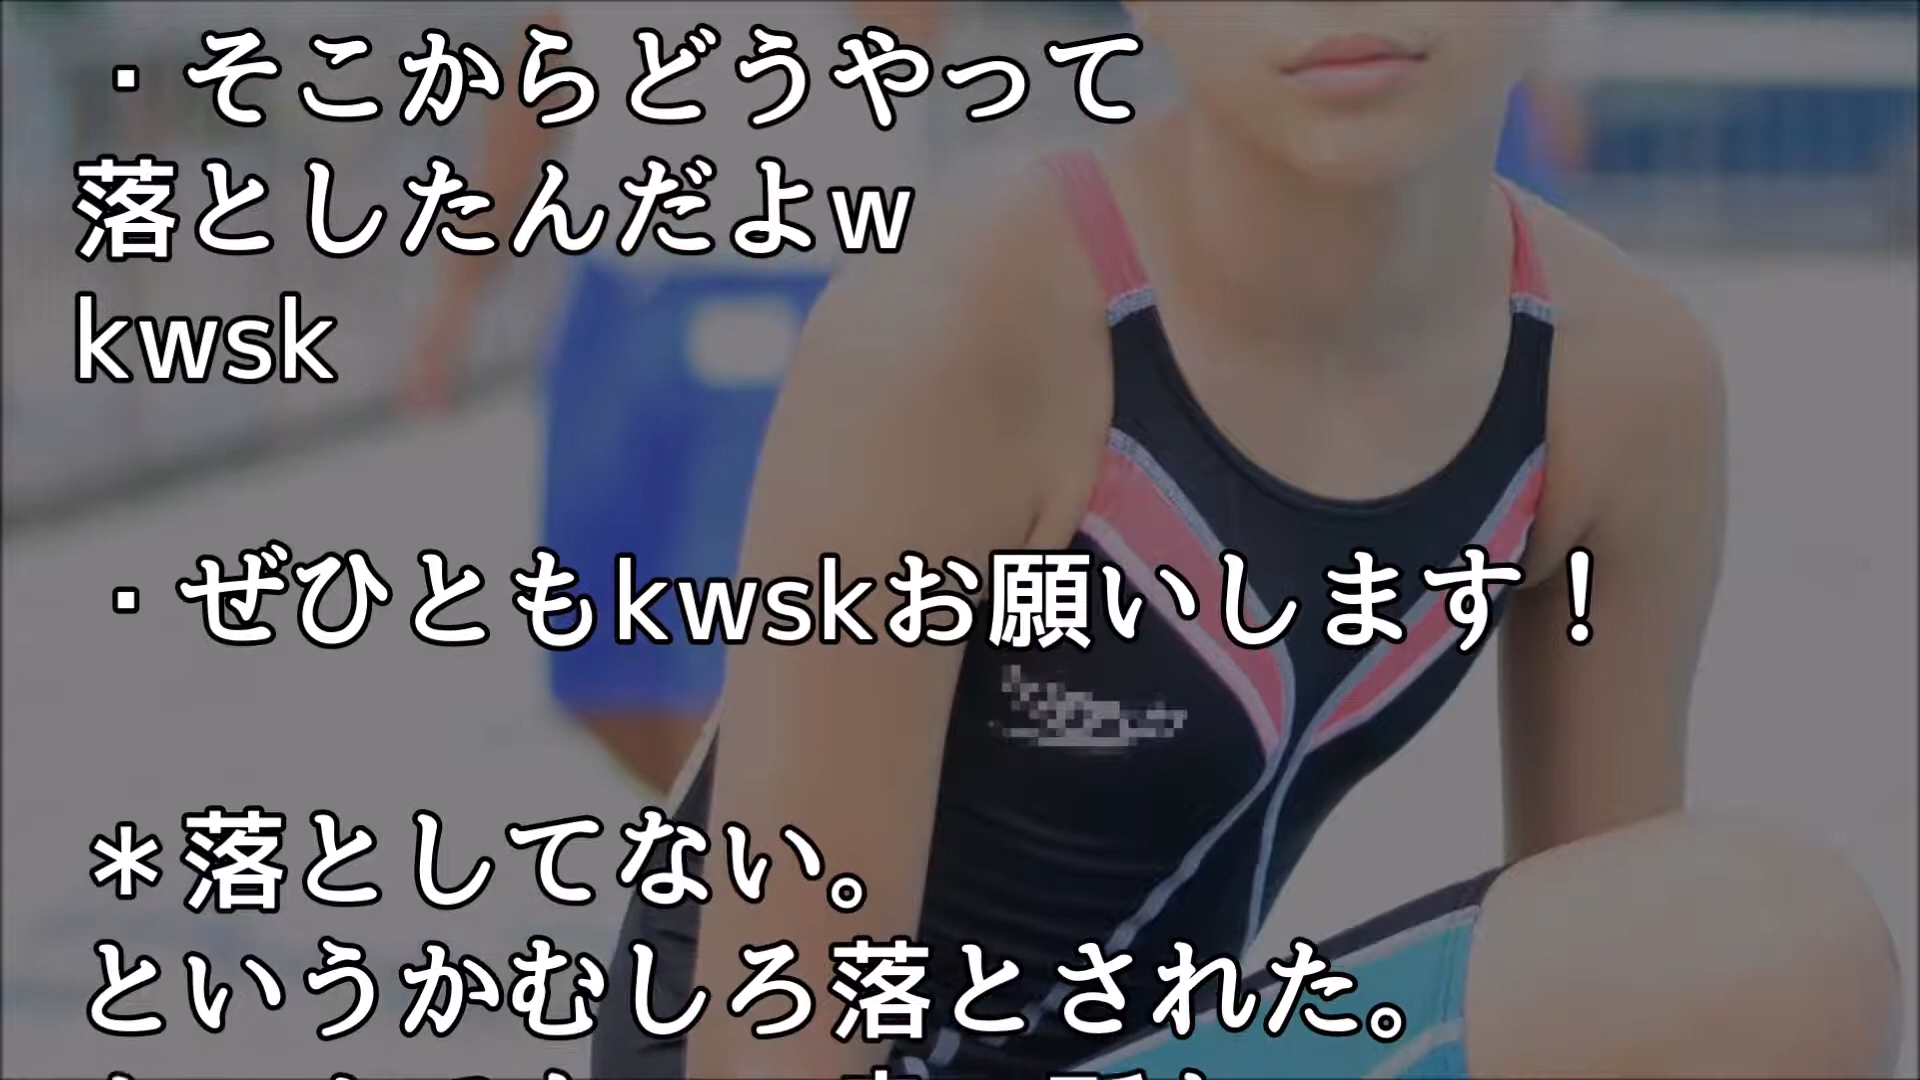 ・そこからどうやって
落としたんだよw
kwsk
・ぜひともkwskお願いします！
＊落としてない。
というかむしろ落とされた。